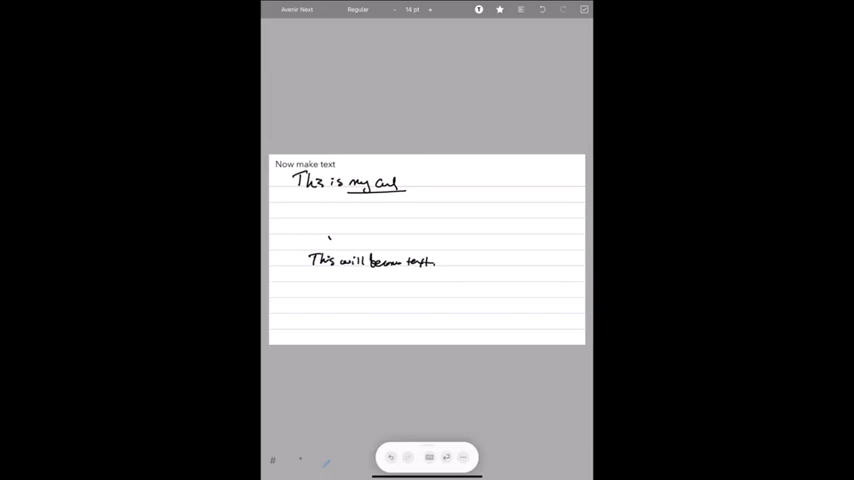 Avenir Next Regular - 14 pt +
Now make text
This is my card
This will become text.
#